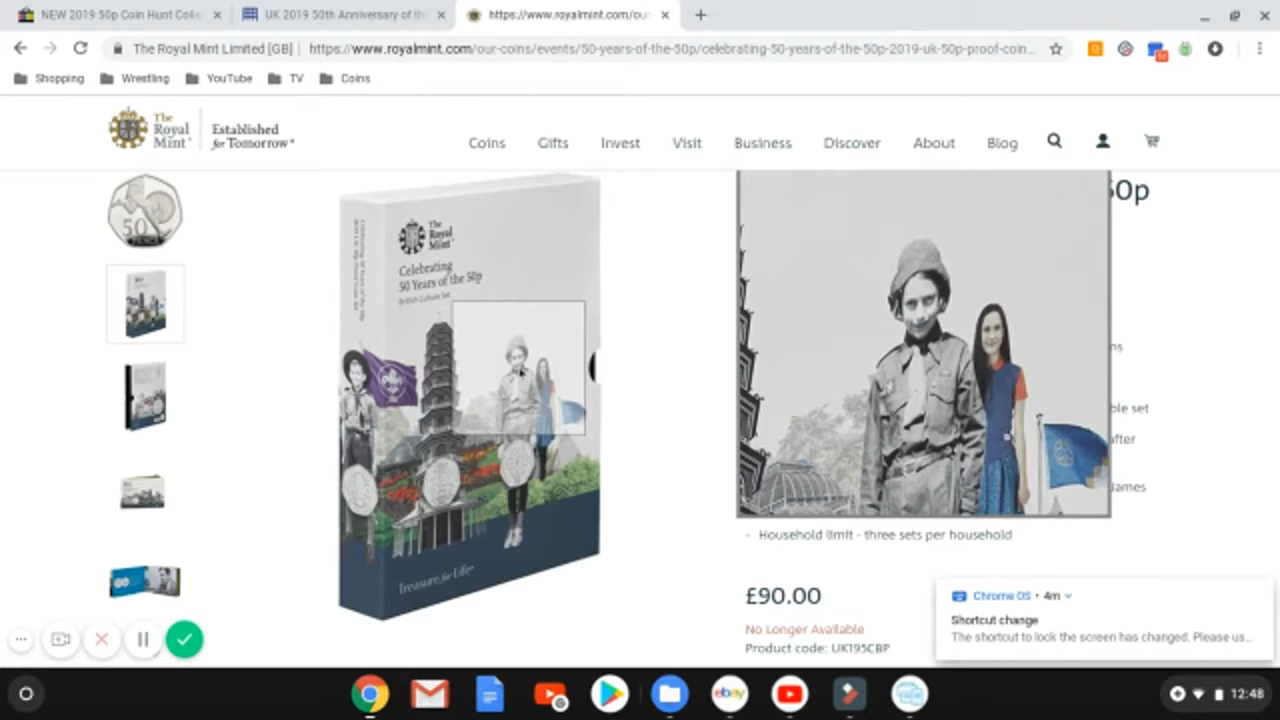 NEW 2019 50p Coin Hunt Colle
UK 2019 50th Anniversary of th
https://www.royalmint.com/ou
The Royal Mint Limited [GB]
https://www.royalmint.com/our-coins/events/50-years-of-the-50p/celebrating-50-years-of-the-50p-2019-uk-50p-proof-coin...
Shopping
Wrestling
YouTube
TV
Coins
The
Royal
Mint
Established
for Tomorrow
Coins
Gifts
Invest
Visit
Business
Discover
About
Blog
50
The
Royal
Mint
Celebrating
50 Years of the 50p
British Culture Set
Treasure for Life
50p
ns
ble set
after
James
- Household limit - three sets per household
£90.00
No Longer Available
Product code: UK195CBP
Chrome OS • 4m
Shortcut change
The shortcut to lock the screen has changed. Please us...
ebay
12:48